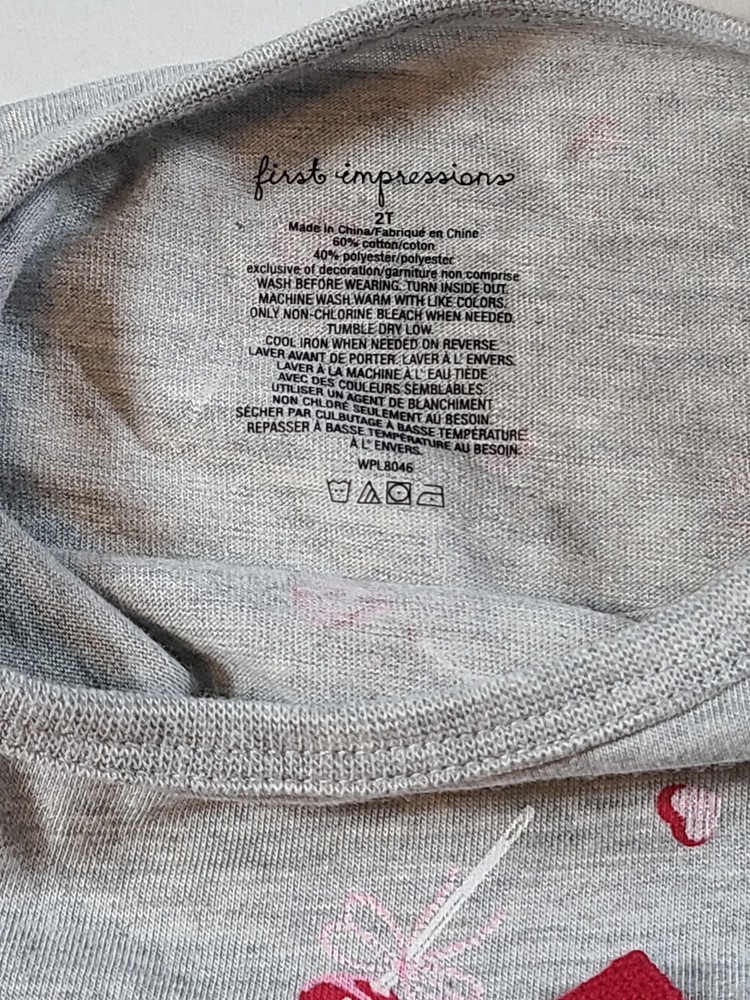 first impressions
2T
Made in China/Fabriqué en Chine
60% cotton/coton
40% polyester/polyester
exclusive of decoration/garniture non comprise
WASH BEFORE WEARING. TURN INSIDE OUT.
MACHINE WASH WARM WITH LIKE COLORS.
ONLY NON-CHLORINE BLEACH WHEN NEEDED.
TUMBLE DRY LOW.
COOL IRON WHEN NEEDED ON REVERSE.
LAVER AVANT DE PORTER. LAVER À L' ENVERS.
LAVER À LA MACHINE À L' EAU TIÈDE
AVEC DES COULEURS SEMBLABLES.
UTILISER UN AGENT DE BLANCHIMENT
NON CHLORÉ SEULEMENT AU BESOIN.
SÉCHER PAR CULBUTAGE À BASSE TEMPÉRATURE
REPASSER À BASSE TEMPÉRATURE AU BESOIN.
À L' ENVERS.
WPL8046